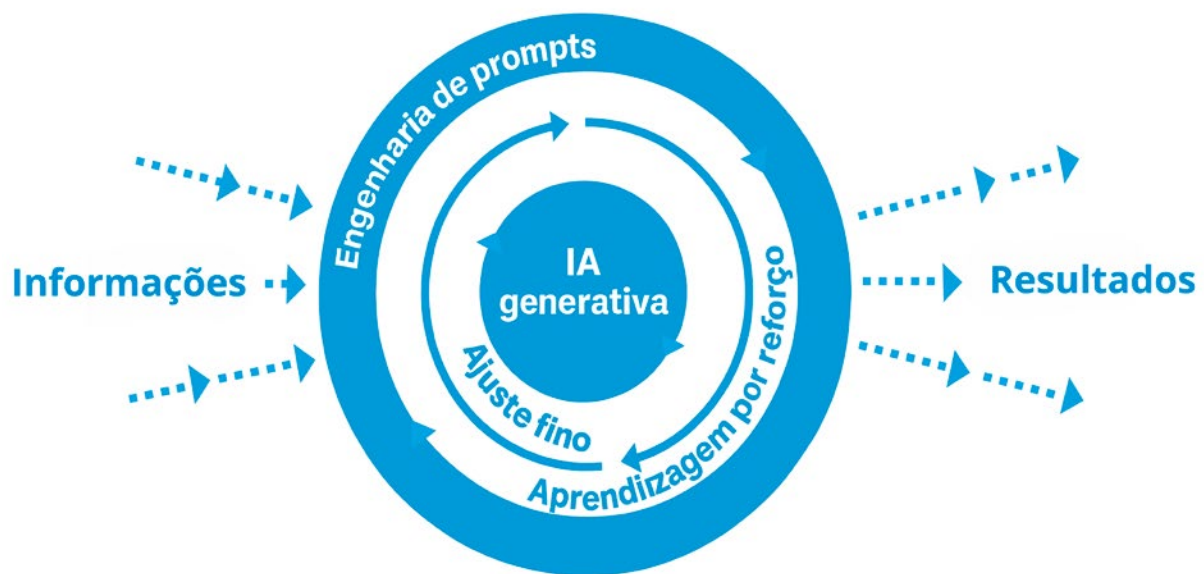 Engenharia de prompts
Informações
IA
generativa
Ajuste fino
Aprendizagem por reforço
Resultados